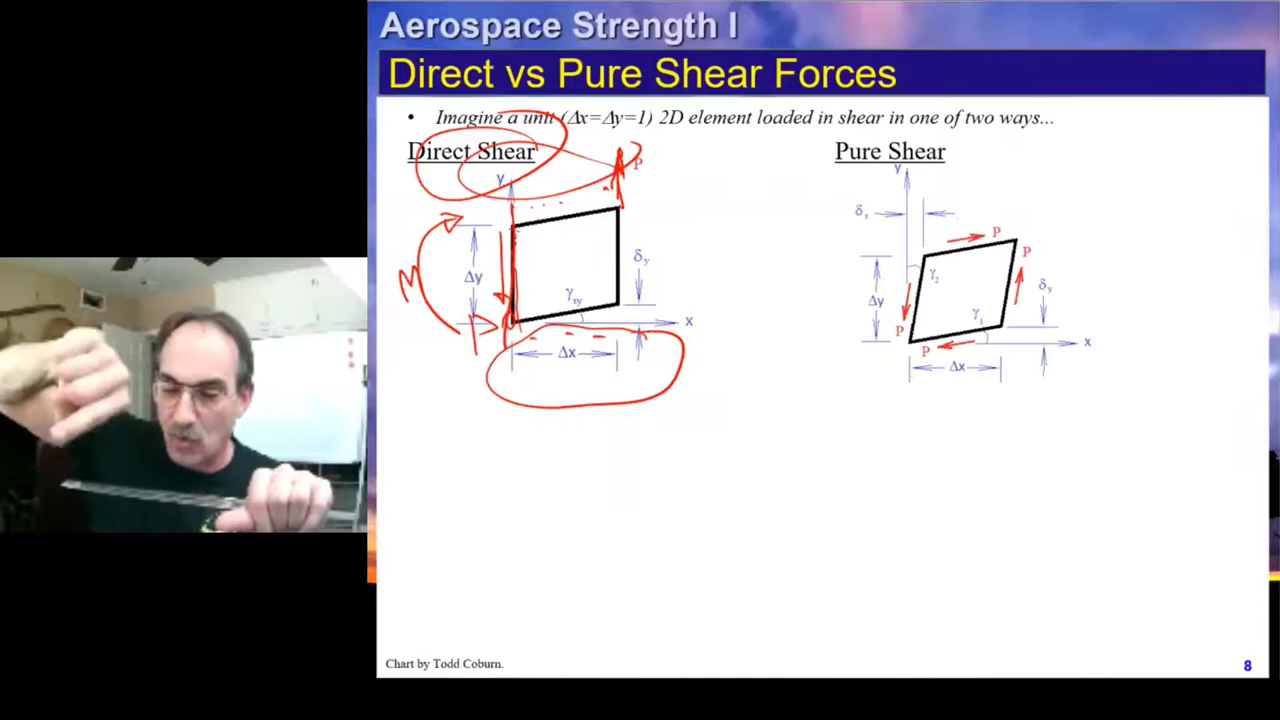 Aerospace Strength I
Direct vs Pure Shear Forces
• Imagine a unit (Δx=Δy=1) 2D element loaded in shear in one of two ways...
Direct Shear
Pure Shear
y
P
y
δx
P
P
M
Δy
δy
γxy
γ2
Δy
δy
γ1
P
x
P
P
x
Δx
Δx
Chart by Todd Coburn.
8